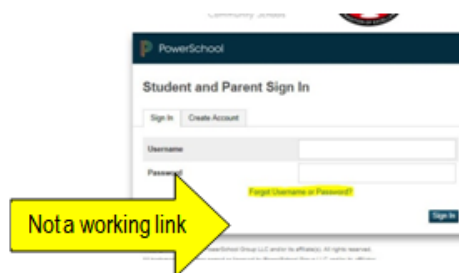 Community Schools
PowerSchool
Student and Parent Sign In
Sign In
Create Account
Username
Password
Forgot Username or Password?
Sign In
Not a working link
PowerSchool Group LLC and/or its affiliate(s). All rights reserved.